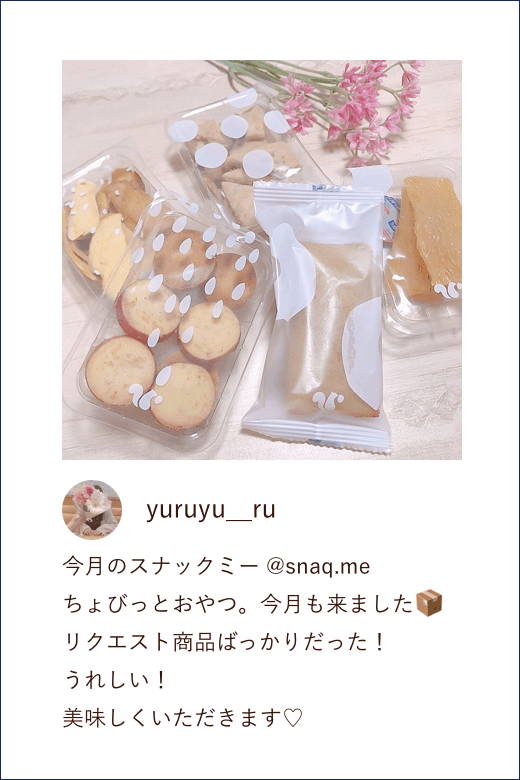 yuruyu__ru
今月のスナックミー @snaq.me
ちょびっとおやつ。今月も来ました📦
リクエスト商品ばっかりだった！
うれしい！
美味しくいただきます♡